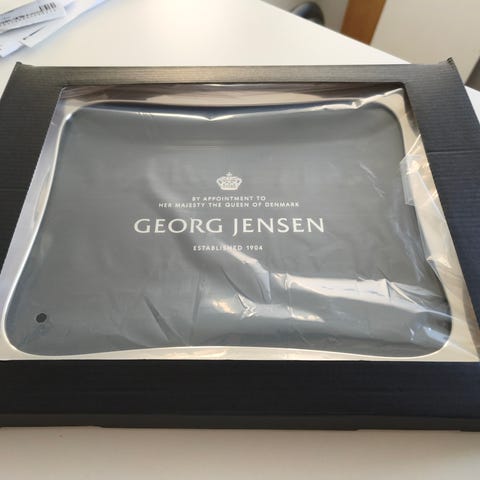 BY APPOINTMENT TO
HER MAJESTY THE QUEEN OF DENMARK
GEORG JENSEN
ESTABLISHED 1904